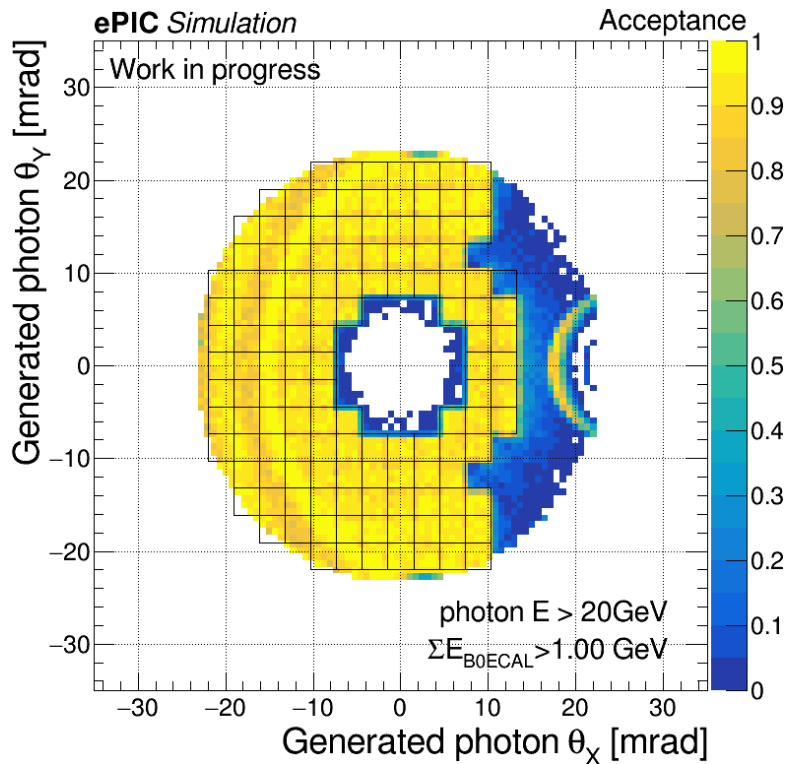 ePIC Simulation
Acceptance
Work in progress
Generated photon θY [mrad]
30
20
10
0
−10
−20
−30
−30 −20 −10 0 10 20 30
Generated photon θX [mrad]
photon E > 20GeV
ΣEB0ECAL>1.00 GeV
1
0.9
0.8
0.7
0.6
0.5
0.4
0.3
0.2
0.1
0